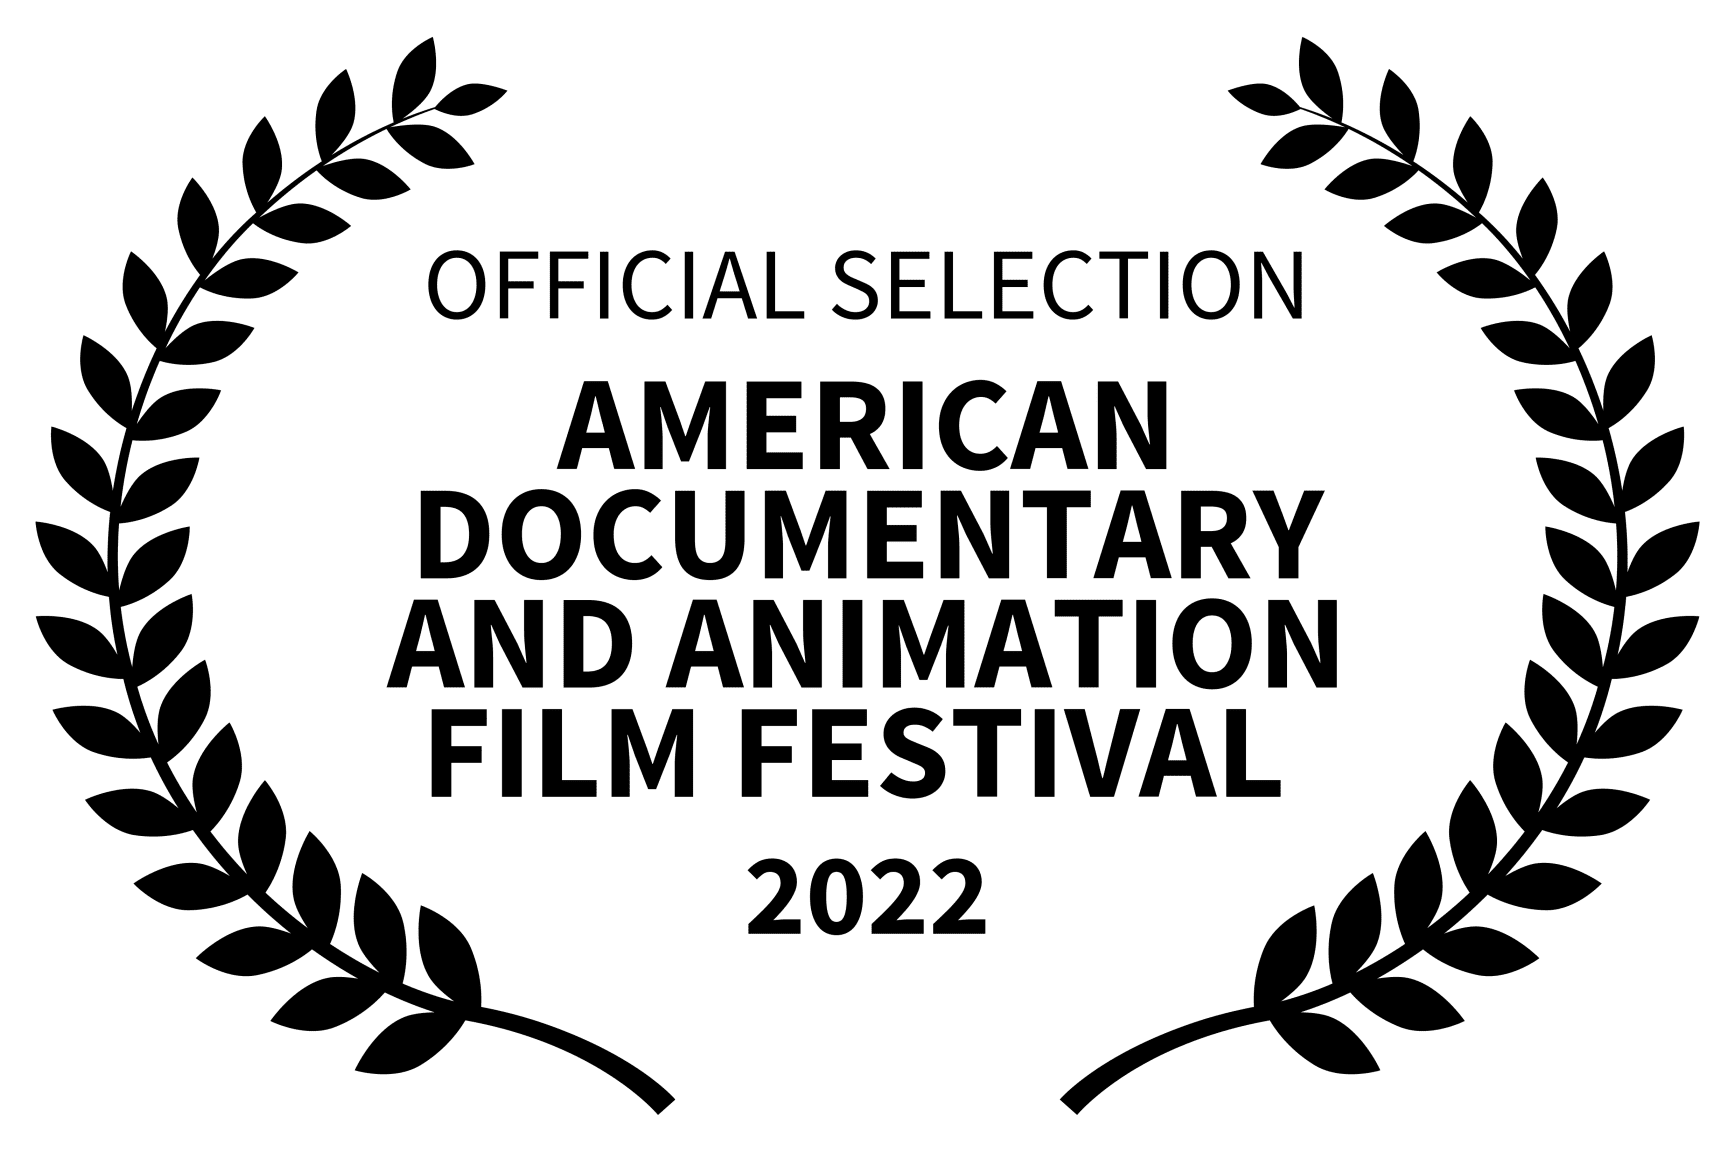 OFFICIAL SELECTION
AMERICAN
DOCUMENTARY
AND ANIMATION
FILM FESTIVAL
2022